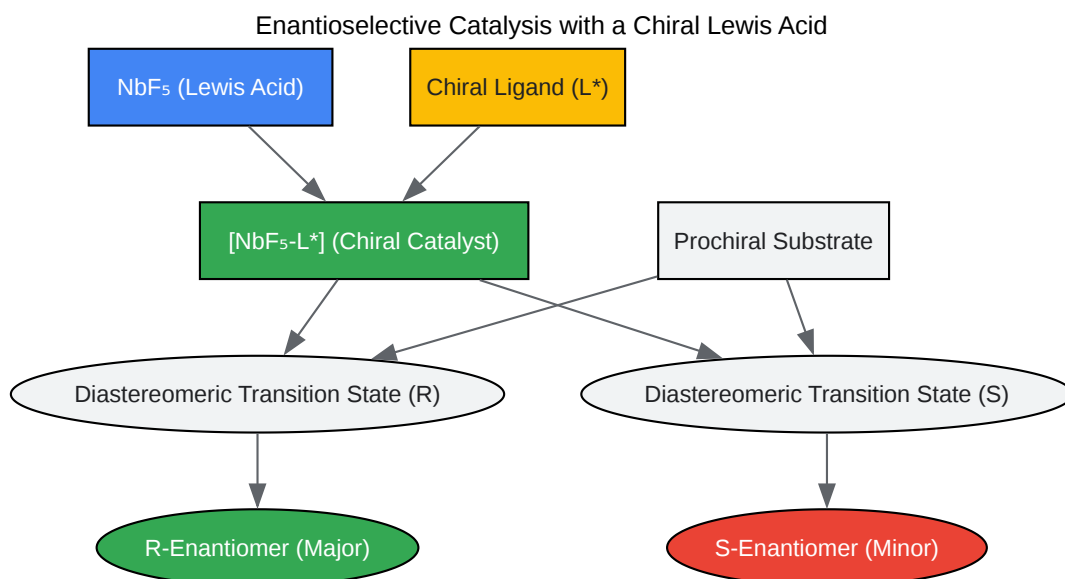 Enantioselective Catalysis with a Chiral Lewis Acid
NbF₅ (Lewis Acid)
Chiral Ligand (L*)
[NbF₅-L*] (Chiral Catalyst)
Prochiral Substrate
Diastereomeric Transition State (R)
Diastereomeric Transition State (S)
R-Enantiomer (Major)
S-Enantiomer (Minor)